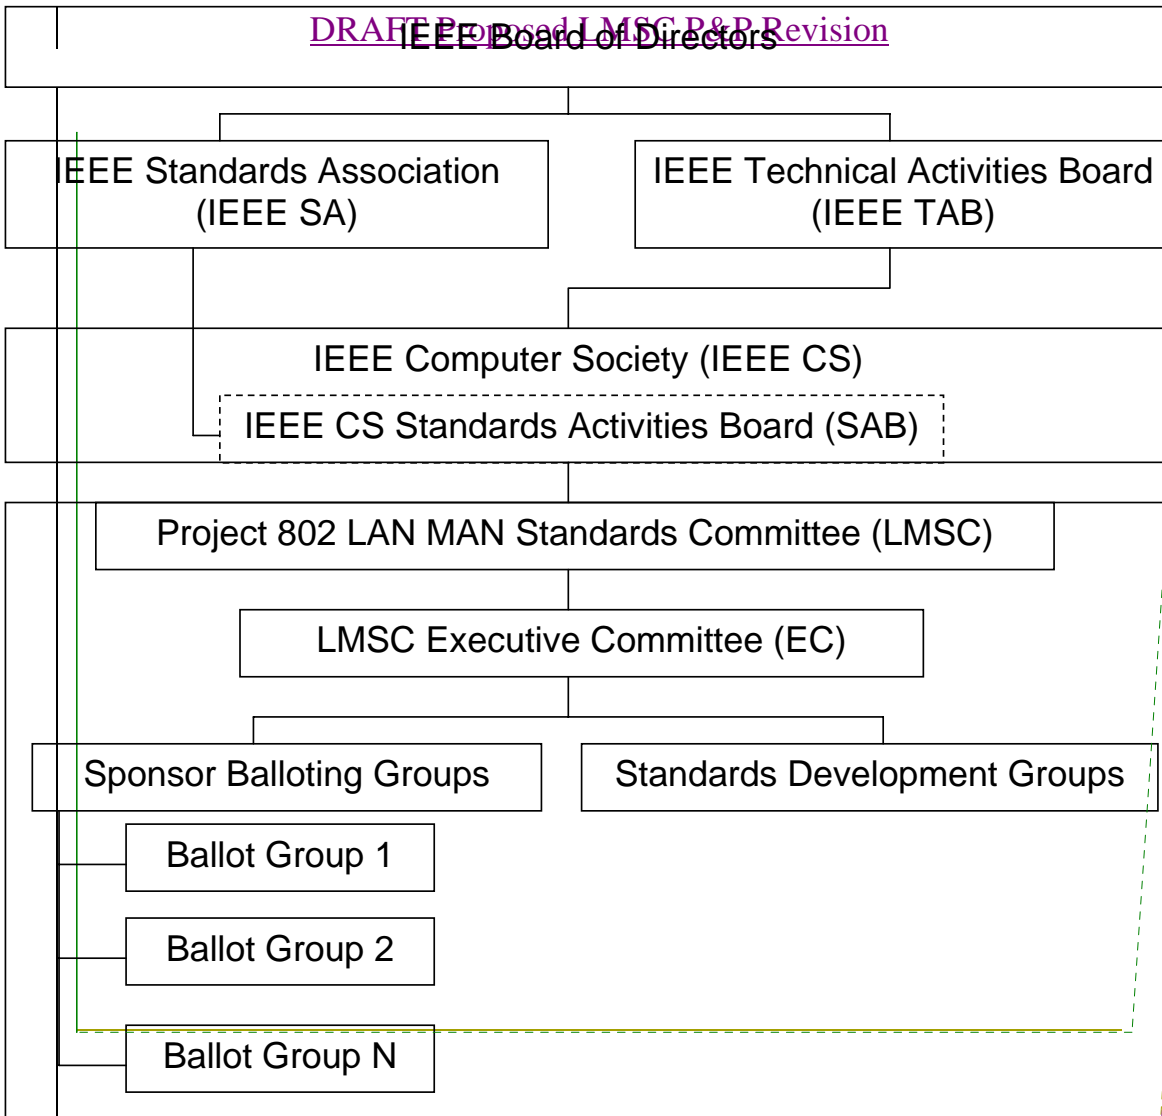 DRAFT Proposed LMSC P&P Revision
IEEE Board of Directors
IEEE Standards Association
(IEEE SA)
IEEE Technical Activities Board
(IEEE TAB)
IEEE Computer Society (IEEE CS)
IEEE CS Standards Activities Board (SAB)
Project 802 LAN MAN Standards Committee (LMSC)
LMSC Executive Committee (EC)
Sponsor Balloting Groups
Standards Development Groups
Ballot Group 1
Ballot Group 2
Ballot Group N